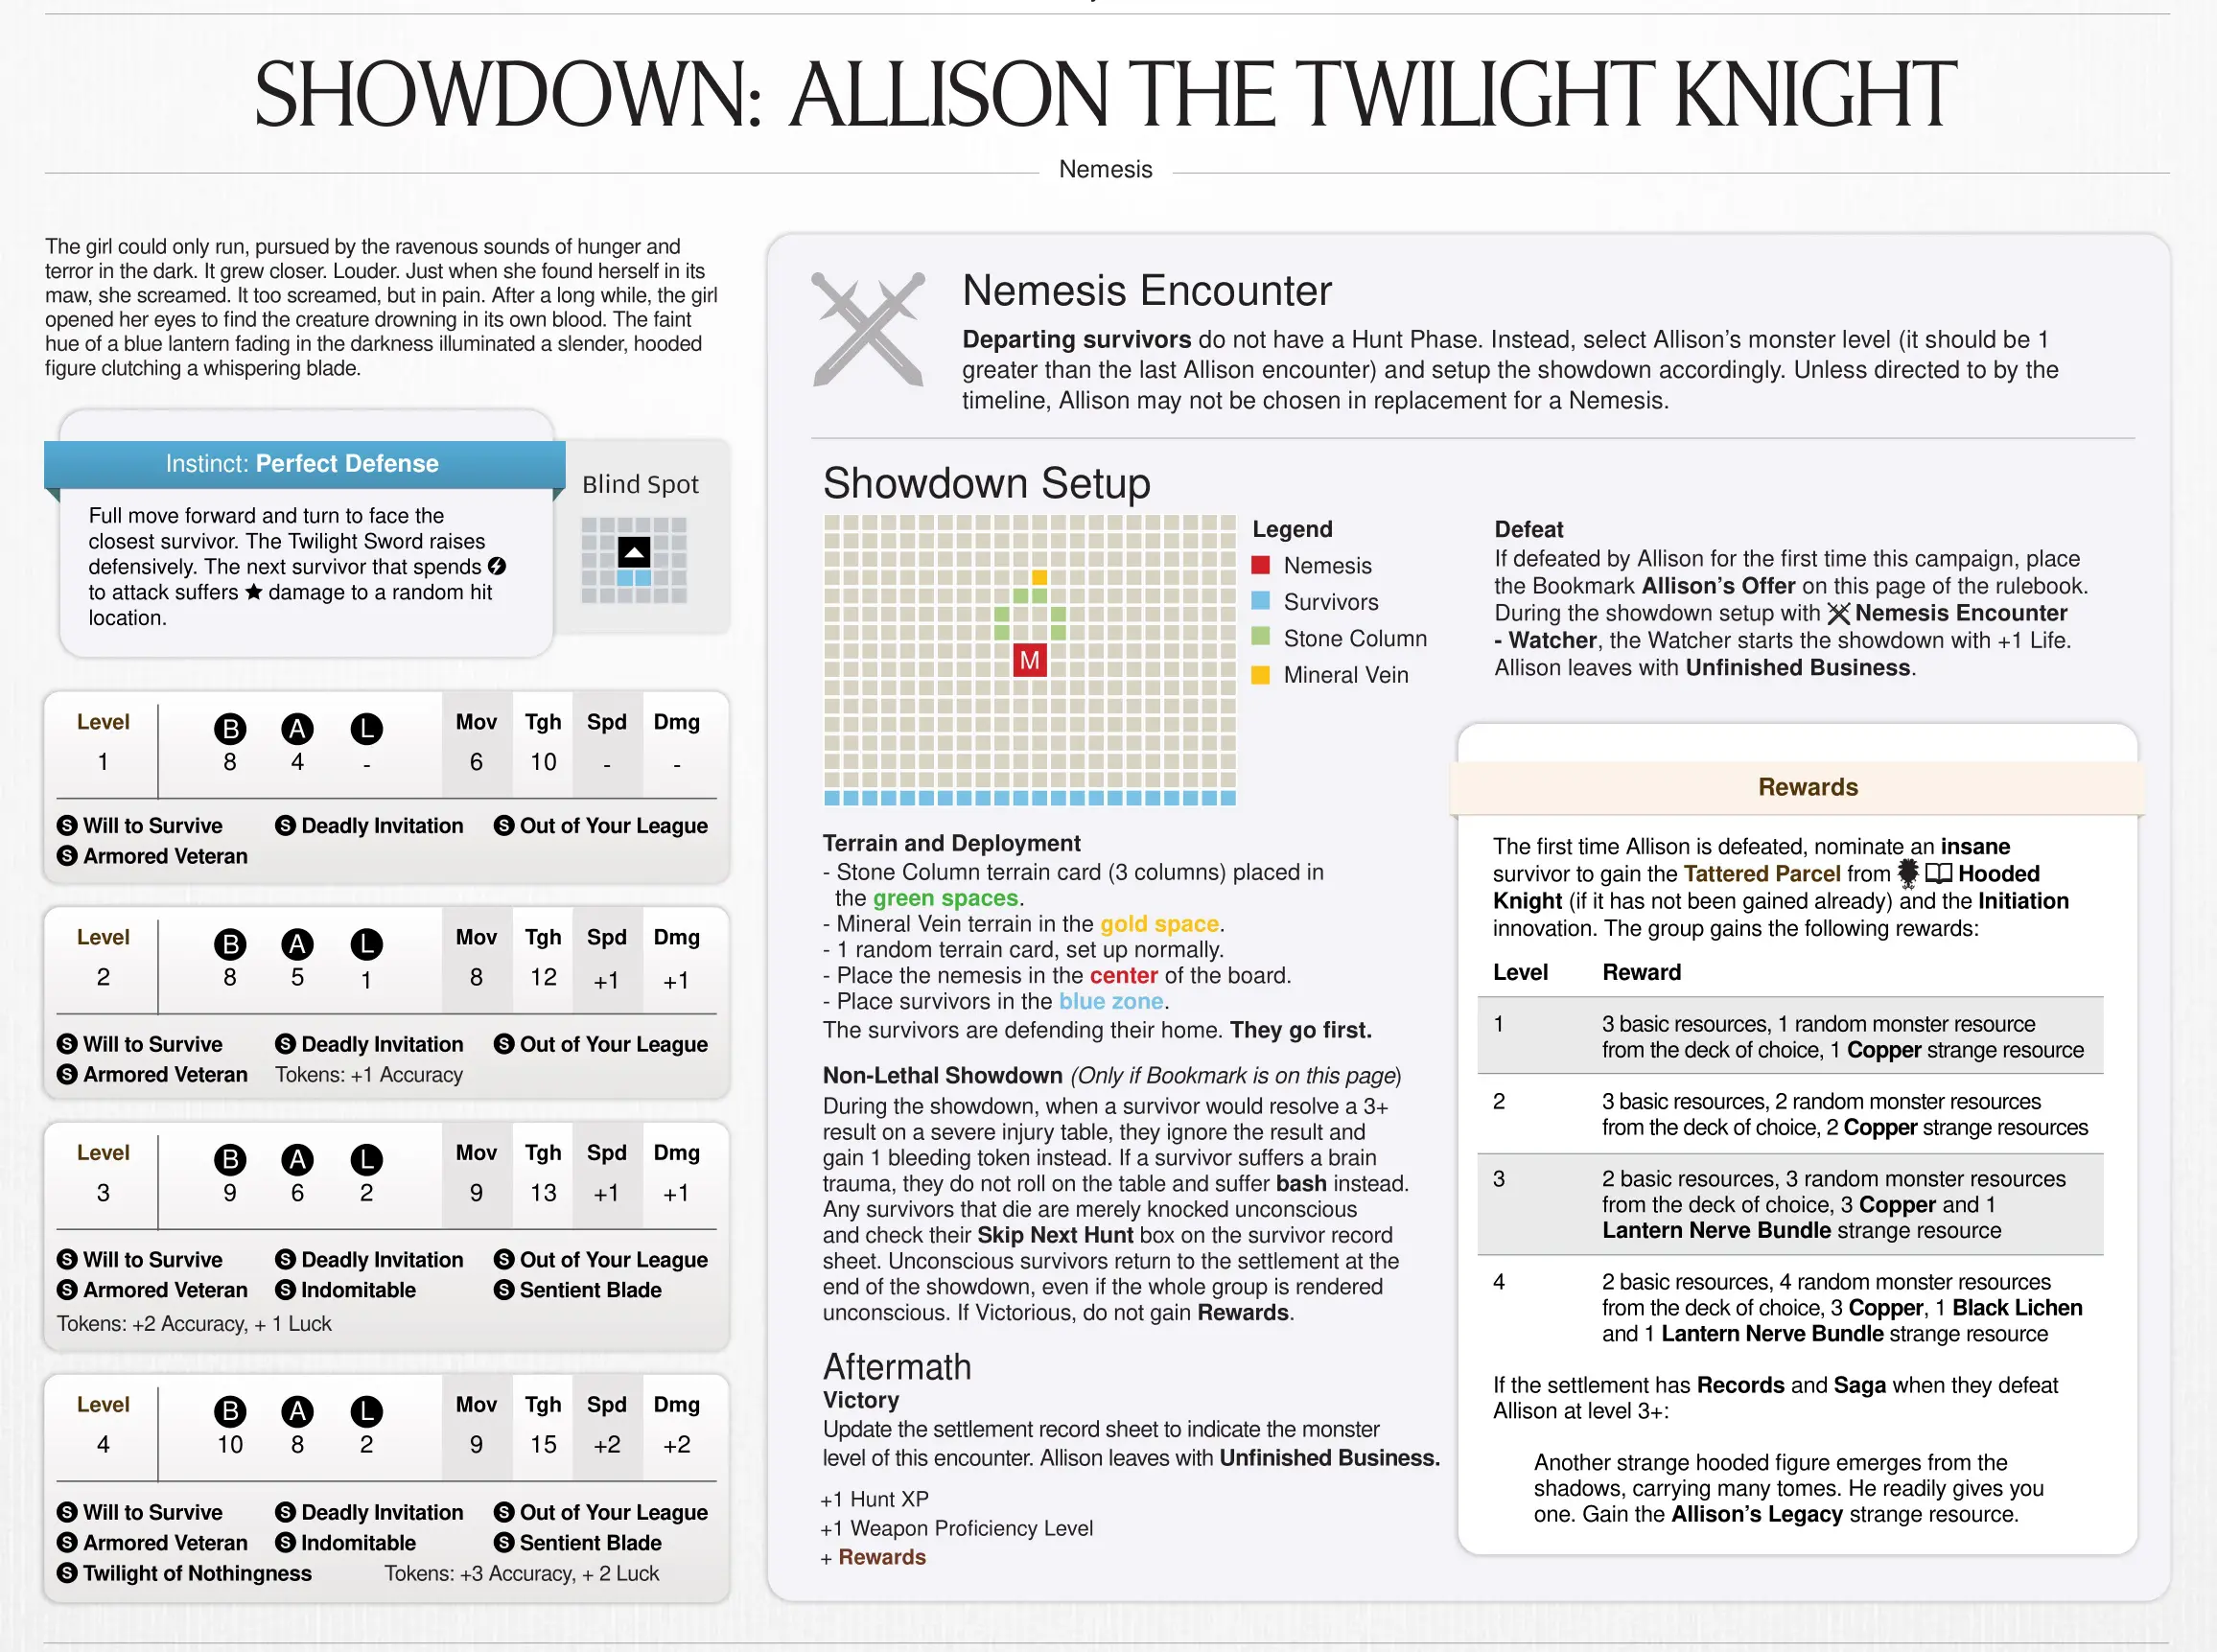 SHOWDOWN: ALLISON THE TWILIGHT KNIGHT
Nemesis
The girl could only run, pursued by the ravenous sounds of hunger and
terror in the dark. It grew closer. Louder. Just when she found herself in its
maw, she screamed. It too screamed, but in pain. After a long while, the girl
opened her eyes to find the creature drowning in its own blood. The faint
hue of a blue lantern fading in the darkness illuminated a slender, hooded
figure clutching a whispering blade.
Instinct: Perfect Defense
Full move forward and turn to face the
closest survivor. The Twilight Sword raises
defensively. The next survivor that spends
to attack suffers ★ damage to a random hit
location.
Blind Spot
Level B A L Mov Tgh Spd Dmg
1 8 4 - 6 10 - -
S Will to Survive S Deadly Invitation S Out of Your League
S Armored Veteran
Level B A L Mov Tgh Spd Dmg
2 8 5 1 8 12 +1 +1
S Will to Survive S Deadly Invitation S Out of Your League
S Armored Veteran Tokens: +1 Accuracy
Level B A L Mov Tgh Spd Dmg
3 9 6 2 9 13 +1 +1
S Will to Survive S Deadly Invitation S Out of Your League
S Armored Veteran S Indomitable S Sentient Blade
Tokens: +2 Accuracy, + 1 Luck
Level B A L Mov Tgh Spd Dmg
4 10 8 2 9 15 +2 +2
S Will to Survive S Deadly Invitation S Out of Your League
S Armored Veteran S Indomitable S Sentient Blade
S Twilight of Nothingness Tokens: +3 Accuracy, + 2 Luck
Nemesis Encounter
Departing survivors do not have a Hunt Phase. Instead, select Allison's monster level (it should be 1
greater than the last Allison encounter) and setup the showdown accordingly. Unless directed to by the
timeline, Allison may not be chosen in replacement for a Nemesis.
Showdown Setup
M
Legend
Nemesis
Survivors
Stone Column
Mineral Vein
Terrain and Deployment
- Stone Column terrain card (3 columns) placed in
the green spaces.
- Mineral Vein terrain in the gold space.
- 1 random terrain card, set up normally.
- Place the nemesis in the center of the board.
- Place survivors in the blue zone.
The survivors are defending their home. They go first.
Non-Lethal Showdown (Only if Bookmark is on this page)
During the showdown, when a survivor would resolve a 3+
result on a severe injury table, they ignore the result and
gain 1 bleeding token instead. If a survivor suffers a brain
trauma, they do not roll on the table and suffer bash instead.
Any survivors that die are merely knocked unconscious
and check their Skip Next Hunt box on the survivor record
sheet. Unconscious survivors return to the settlement at the
end of the showdown, even if the whole group is rendered
unconscious. If Victorious, do not gain Rewards.
Aftermath
Victory
Update the settlement record sheet to indicate the monster
level of this encounter. Allison leaves with Unfinished Business.
+1 Hunt XP
+1 Weapon Proficiency Level
+ Rewards
Defeat
If defeated by Allison for the first time this campaign, place
the Bookmark Allison's Offer on this page of the rulebook.
During the showdown setup with Nemesis Encounter
- Watcher, the Watcher starts the showdown with +1 Life.
Allison leaves with Unfinished Business.
Rewards
The first time Allison is defeated, nominate an insane
survivor to gain the Tattered Parcel from Hooded
Knight (if it has not been gained already) and the Initiation
innovation. The group gains the following rewards:
Level Reward
1 3 basic resources, 1 random monster resource
from the deck of choice, 1 Copper strange resource
2 3 basic resources, 2 random monster resources
from the deck of choice, 2 Copper strange resources
3 2 basic resources, 3 random monster resources
from the deck of choice, 3 Copper and 1
Lantern Nerve Bundle strange resource
4 2 basic resources, 4 random monster resources
from the deck of choice, 3 Copper, 1 Black Lichen
and 1 Lantern Nerve Bundle strange resource
If the settlement has Records and Saga when they defeat
Allison at level 3+:
Another strange hooded figure emerges from the
shadows, carrying many tomes. He readily gives you
one. Gain the Allison's Legacy strange resource.